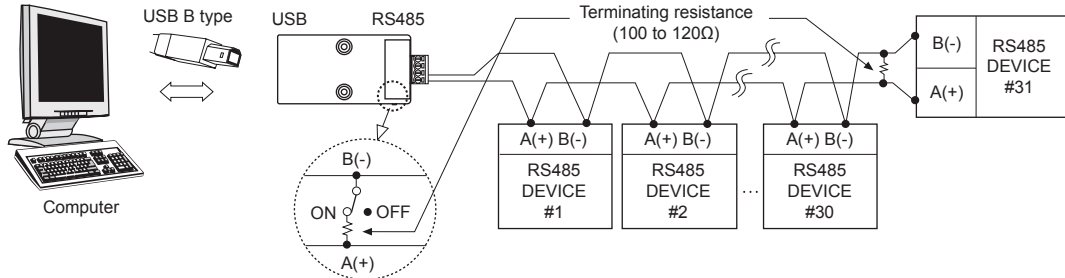 USB B type
USB
RS485
Terminating resistance
(100 to 120Ω)
B(-)
A(+)
RS485
DEVICE
#31
Computer
B(-)
ON
OFF
A(+)
A(+) B(-)
RS485
DEVICE
#1
A(+) B(-)
RS485
DEVICE
#2
...
A(+) B(-)
RS485
DEVICE
#30